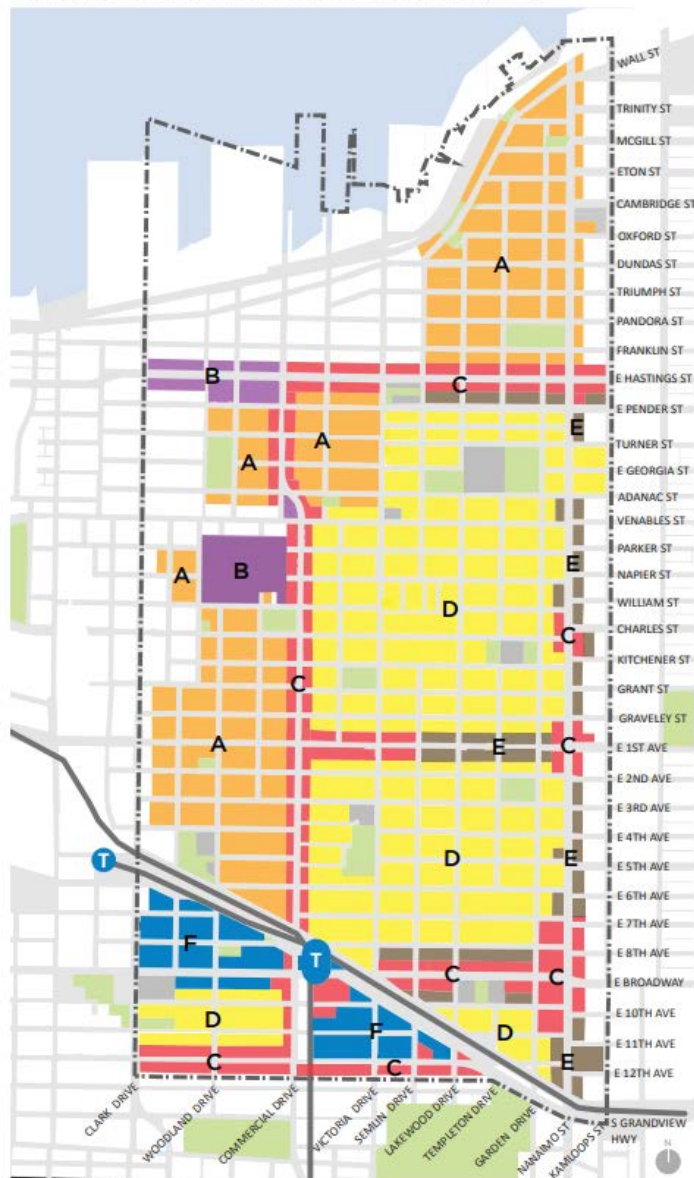 WALL ST
TRINITY ST
MCGILL ST
ETON ST
CAMBRIDGE ST
OXFORD ST
DUNDAS ST
A
TRIUMPH ST
PANDORA ST
FRANKLIN ST
B
C
E HASTINGS ST
E PENDER ST
A
E
TURNER ST
A
E GEORGIA ST
ADANAC ST
VENABLES ST
PARKER ST
A
B
E
NAPIER ST
D
WILLIAM ST
C
CHARLES ST
KITCHENER ST
C
GRANT ST
GRAVELEY ST
A
E
C
E 1ST AVE
E 2ND AVE
E 3RD AVE
E 4TH AVE
T
D
E
E 5TH AVE
E 6TH AVE
E 7TH AVE
F
T
E 8TH AVE
C
C
E BROADWAY
D
F
D
E 10TH AVE
E 11TH AVE
C
C
E
E 12TH AVE
CLARK DRIVE
WOODLAND DRIVE
COMMERCIAL DRIVE
VICTORIA DRIVE
SEMLIN DRIVE
LAKEWOOD DRIVE
TEMPLETON DRIVE
GARDEN DRIVE
NANAIMO ST
KAMLOOPS ST
S GRANDVIEW
HWY
N